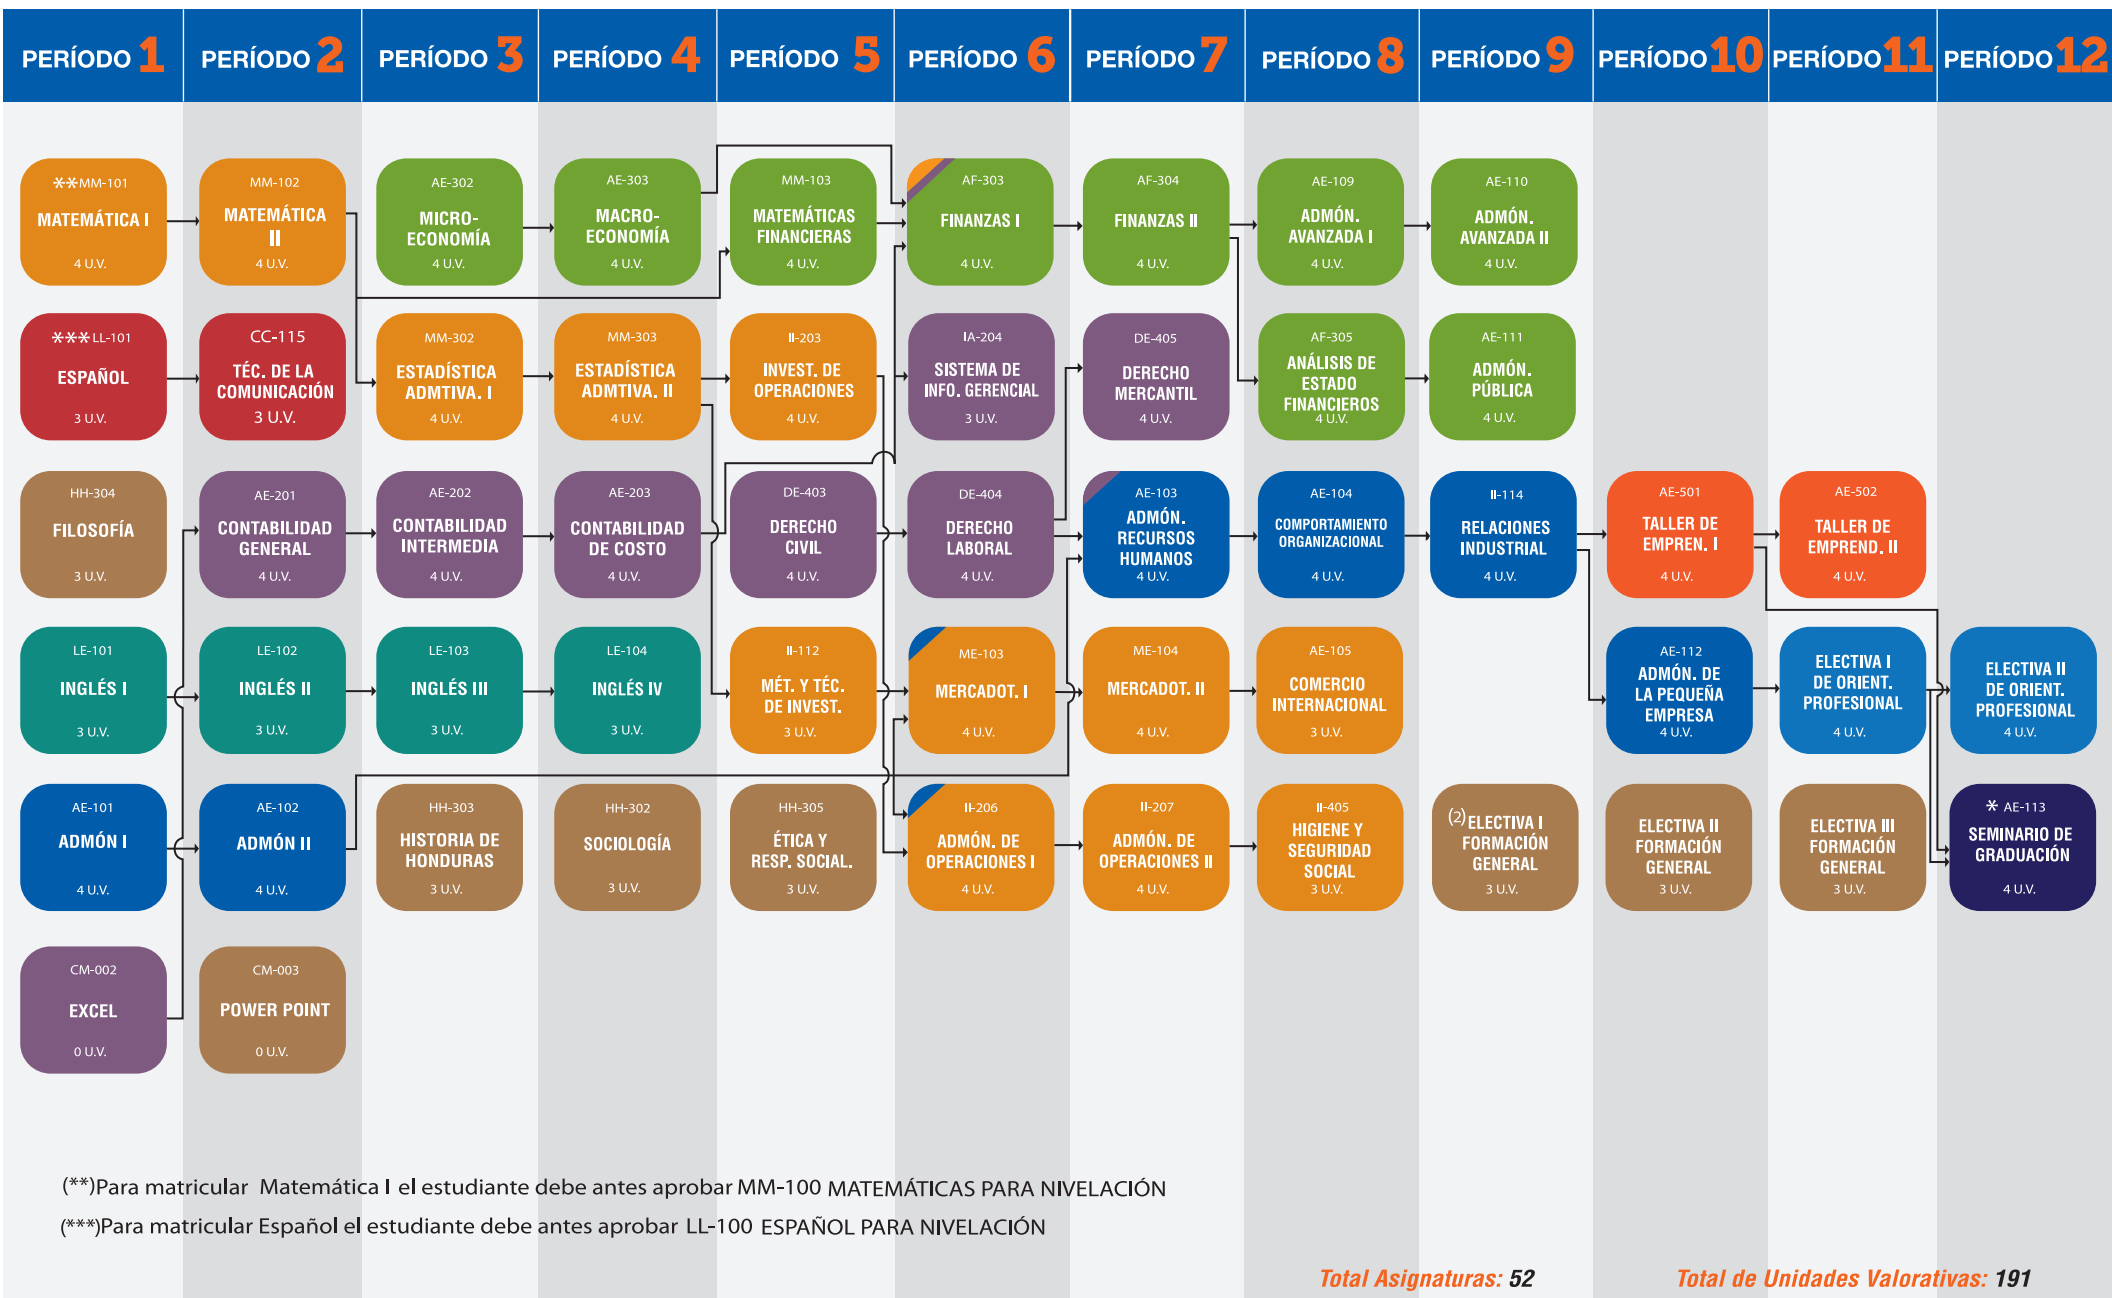 PERÍODO 1
PERÍODO 2
PERÍODO 3
PERÍODO 4
PERÍODO 5
PERÍODO 6
PERÍODO 7
PERÍODO 8
PERÍODO 9
PERÍODO 10
PERÍODO 11
PERÍODO 12
**MM-101
MATEMÁTICA I
4 U.V.
MM-102
MATEMÁTICA
II
4 U.V.
AE-302
MICRO-
ECONOMÍA
4 U.V.
AE-303
MACRO-
ECONOMÍA
4 U.V.
MM-103
MATEMÁTICAS
FINANCIERAS
4 U.V.
AF-303
FINANZAS I
4 U.V.
AF-304
FINANZAS II
4 U.V.
AE-109
ADMÓN.
AVANZADA I
4 U.V.
AE-110
ADMÓN.
AVANZADA II
4 U.V.
***LL-101
ESPAÑOL
3 U.V.
CC-115
TÉC. DE LA
COMUNICACIÓN
3 U.V.
MM-302
ESTADÍSTICA
ADMTIVA. I
4 U.V.
MM-303
ESTADÍSTICA
ADMTIVA. II
4 U.V.
II-203
INVEST. DE
OPERACIONES
4 U.V.
IA-204
SISTEMA DE
INFO. GERENCIAL
3 U.V.
DE-405
DERECHO
MERCANTIL
4 U.V.
AF-305
ANÁLISIS DE
ESTADO
FINANCIEROS
4 U.V.
AE-111
ADMÓN.
PÚBLICA
4 U.V.
HH-304
FILOSOFÍA
3 U.V.
AE-201
CONTABILIDAD
GENERAL
4 U.V.
AE-202
CONTABILIDAD
INTERMEDIA
4 U.V.
AE-203
CONTABILIDAD
DE COSTO
4 U.V.
DE-403
DERECHO
CIVIL
4 U.V.
DE-404
DERECHO
LABORAL
4 U.V.
AE-103
ADMÓN.
RECURSOS
HUMANOS
4 U.V.
AE-104
COMPORTAMIENTO
ORGANIZACIONAL
4 U.V.
II-114
RELACIONES
INDUSTRIAL
4 U.V.
AE-501
TALLER DE
EMPREN. I
4 U.V.
AE-502
TALLER DE
EMPREND. II
4 U.V.
LE-101
INGLÉS I
3 U.V.
LE-102
INGLÉS II
3 U.V.
LE-103
INGLÉS III
3 U.V.
LE-104
INGLÉS IV
3 U.V.
II-112
MÉT. Y TÉC.
DE INVEST.
3 U.V.
ME-103
MERCADOT. I
4 U.V.
ME-104
MERCADOT. II
4 U.V.
AE-105
COMERCIO
INTERNACIONAL
3 U.V.
AE-112
ADMÓN. DE
LA PEQUEÑA
EMPRESA
4 U.V.
ELECTIVA I
DE ORIENT.
PROFESIONAL
4 U.V.
ELECTIVA II
DE ORIENT.
PROFESIONAL
4 U.V.
AE-101
ADMÓN I
4 U.V.
AE-102
ADMÓN II
4 U.V.
HH-303
HISTORIA DE
HONDURAS
3 U.V.
HH-302
SOCIOLOGÍA
3 U.V.
HH-305
ÉTICA Y
RESP. SOCIAL.
3 U.V.
II-206
ADMÓN. DE
OPERACIONES I
4 U.V.
II-207
ADMÓN. DE
OPERACIONES II
4 U.V.
II-405
HIGIENE Y
SEGURIDAD
SOCIAL
3 U.V.
(2) ELECTIVA I
FORMACIÓN
GENERAL
3 U.V.
ELECTIVA II
FORMACIÓN
GENERAL
3 U.V.
ELECTIVA III
FORMACIÓN
GENERAL
3 U.V.
* AE-113
SEMINARIO DE
GRADUACIÓN
4 U.V.
CM-002
EXCEL
0 U.V.
CM-003
POWER POINT
0 U.V.
(**)Para matricular Matemática I el estudiante debe antes aprobar MM-100 MATEMÁTICAS PARA NIVELACIÓN
(***)Para matricular Español el estudiante debe antes aprobar LL-100 ESPAÑOL PARA NIVELACIÓN
Total Asignaturas: 52
Total de Unidades Valorativas: 191